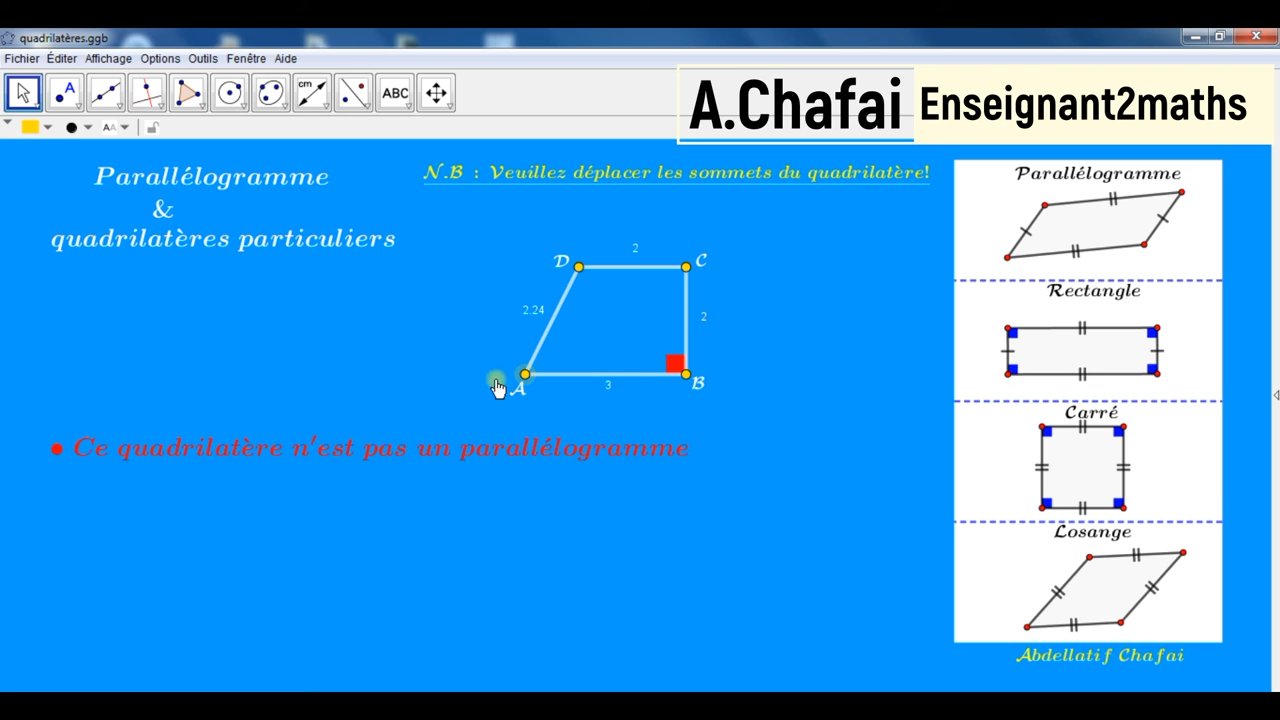 quadrilatères.ggb
Fichier Éditer Affichage Options Outils Fenêtre Aide
A
cm
ABC
AA
A.Chafai Enseignant2maths
Parallélogramme
&
quadrilatères particuliers
N.B : Veuillez déplacer les sommets du quadrilatère!
D
2
C
2.24
2
A
3
B
• Ce quadrilatère n'est pas un parallélogramme
Parallélogramme
Rectangle
Carré
Losange
Abdellatif Chafai